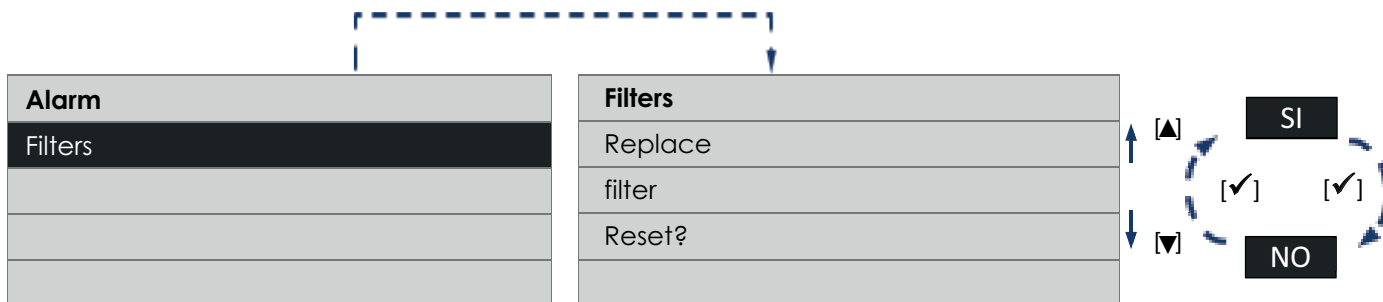 Alarm
Filters
Filters
Replace
filter
Reset?
[▲]
[▼]
SI
[✓] [✓]
NO